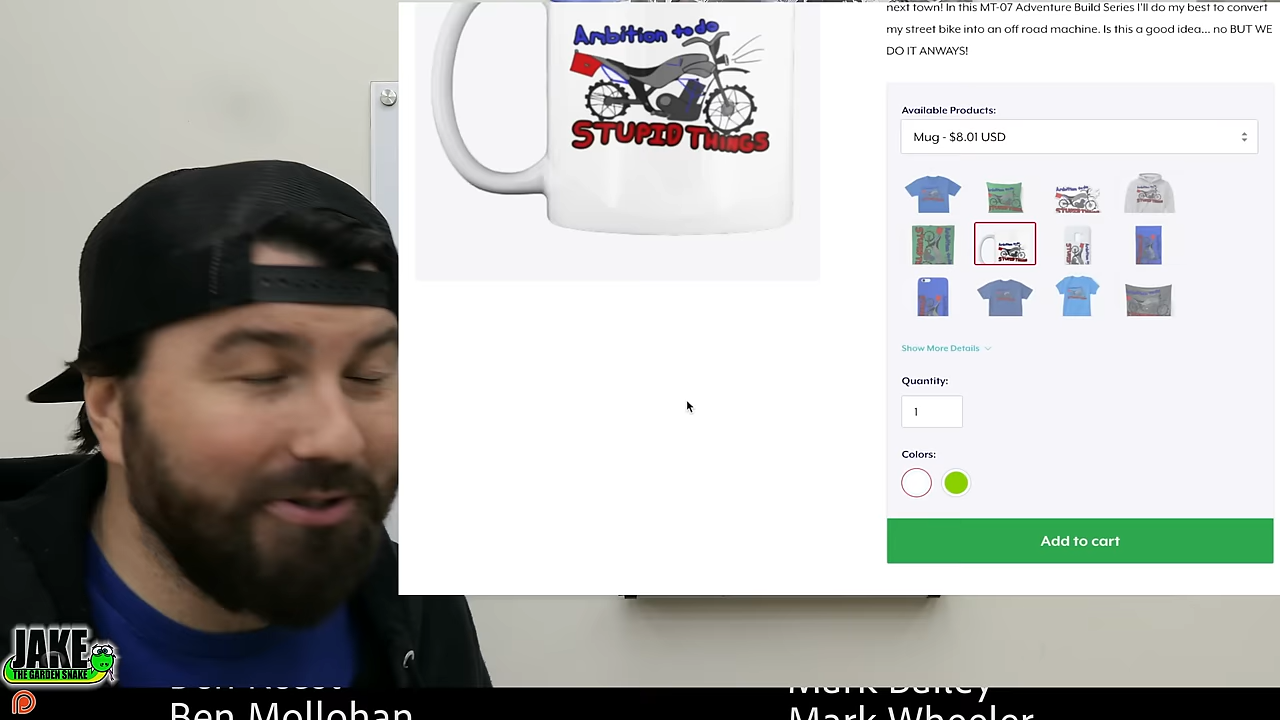 next town! In this MT-07 Adventure Build Series I'll do my best to convert
my street bike into an off road machine. Is this a good idea... no BUT WE
DO IT ANWAYS!
Ambition to do
STUPID THINGS
Available Products:
Mug - $8.01 USD
Show More Details
Quantity:
1
Colors:
Add to cart
JAKE
THE GARDEN SNAKE
Ben Mollohan
Mark Bailey
Mark Wheeler